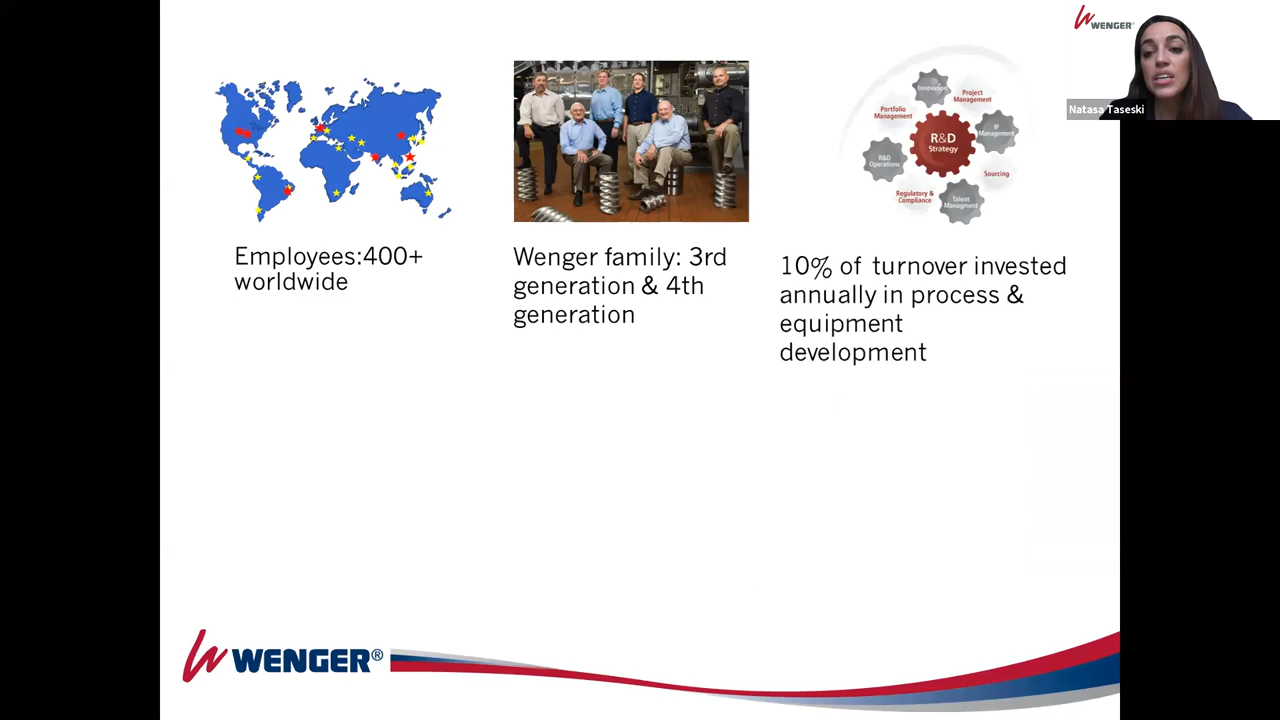 WENGER
Natasa Taseski
Innovation
Project
Management
Portfolio
Management
IP
Management
R&D
Strategy
R&D
Operations
Sourcing
Regulatory &
Compliance
Talent
Managment
Employees:400+
worldwide
Wenger family: 3rd
generation & 4th
generation
10% of turnover invested
annually in process &
equipment
development
WENGER®